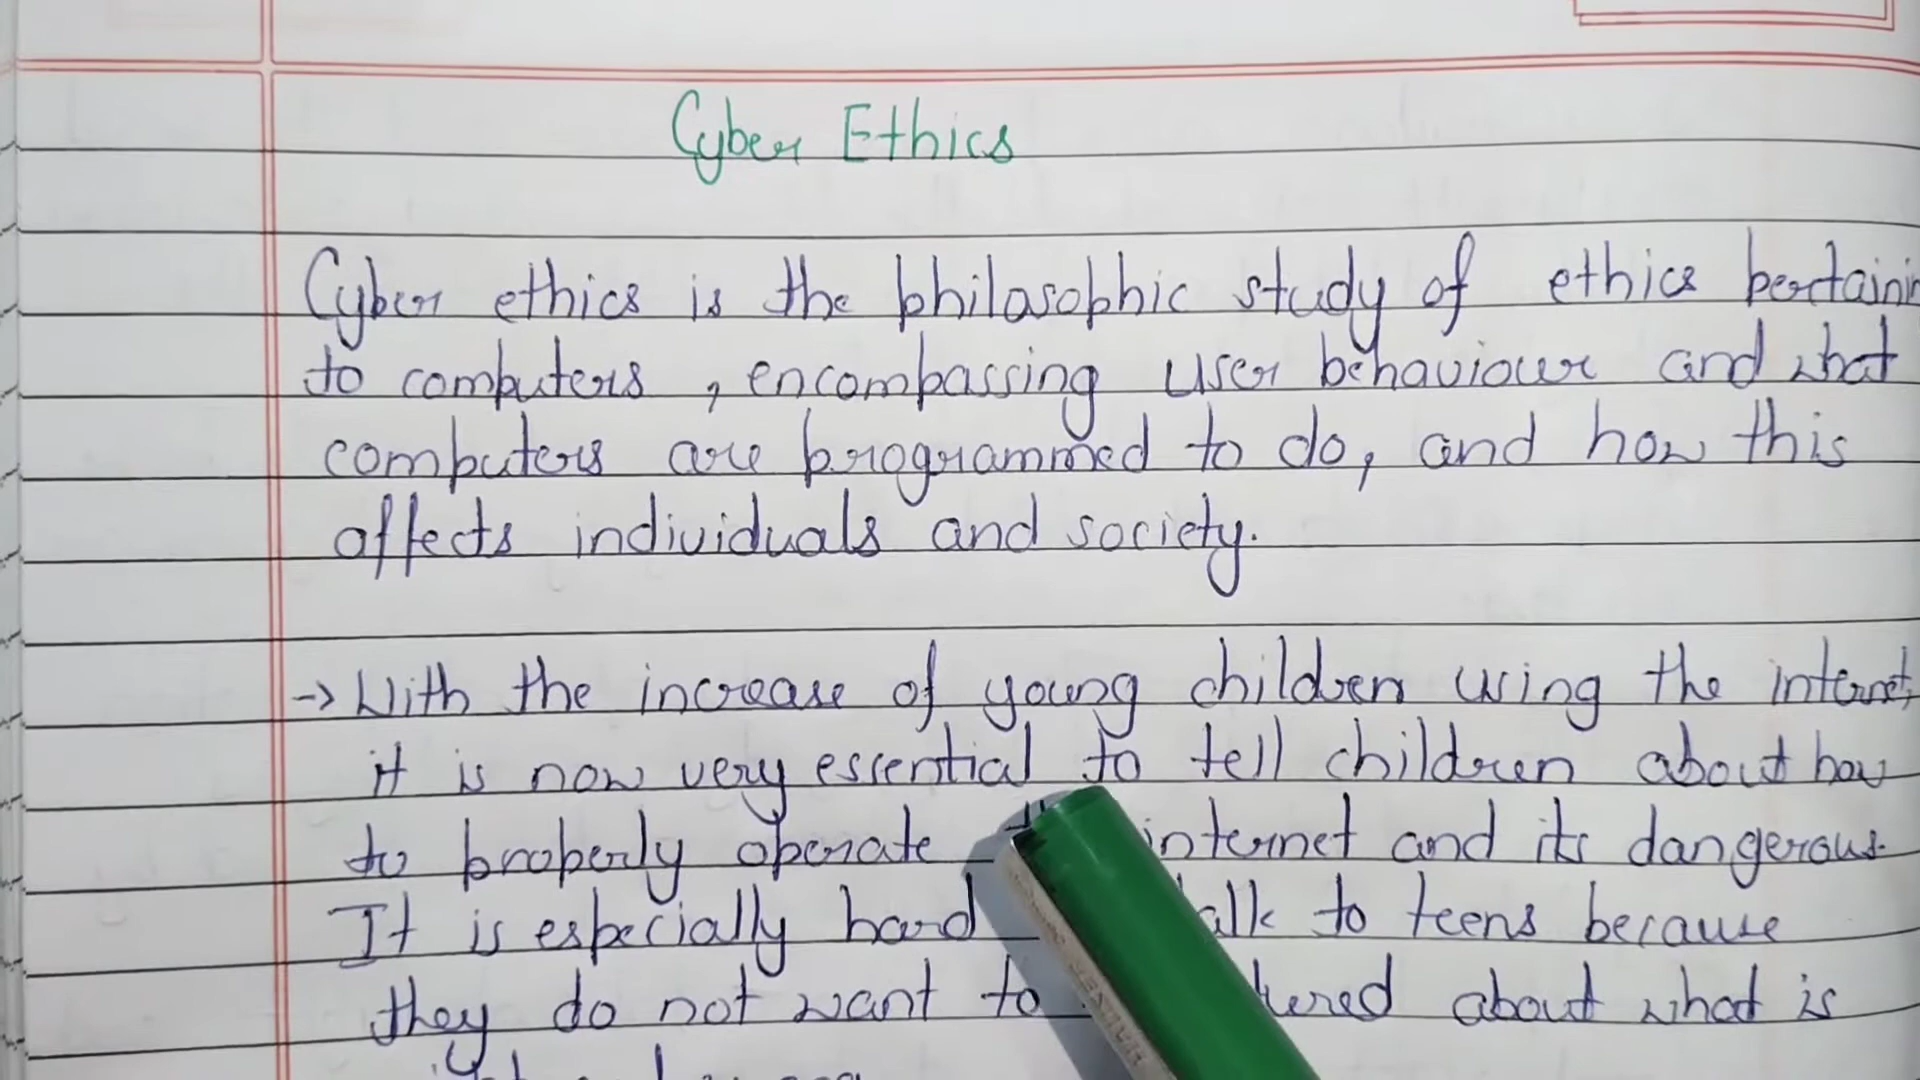 Cyber Ethics
Cyber ethics is the philosophic study of ethics pertainin
to computers, encompassing user behaviour and what
computers are programmed to do, and how this
affects individuals and society.
→ With the increase of young children using the internet,
it is now very essential to tell children about how
to properly operate internet and its dangerous.
It is especially hard alk to teens because
they do not want to tured about what is